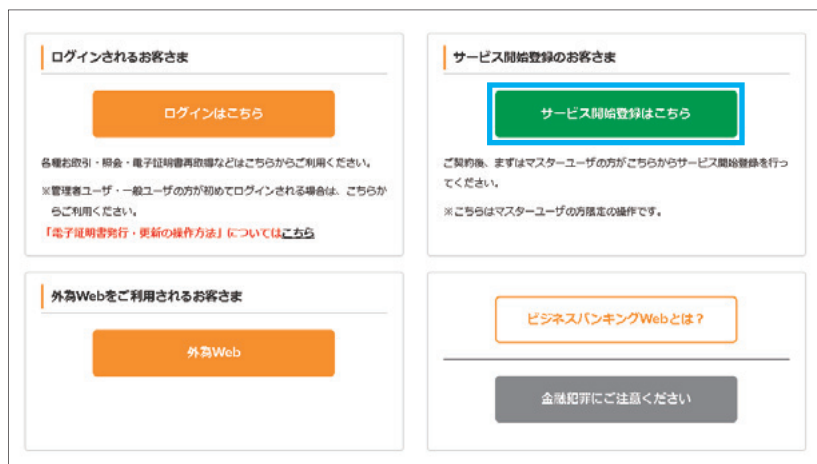 ログインされるお客さま
ログインはこちら
各種お取引・照会・電子証明書再取得などはこちらからご利用ください。
※管理者ユーザ・一般ユーザの方が初めてログインされる場合は、こちらか
らご利用ください。
「電子証明書発行・更新の操作方法」についてはこちら
サービス開始登録のお客さま
サービス開始登録はこちら
ご契約後、まずはマスターユーザの方がこちらからサービス開始登録を行っ
てください。
※こちらはマスターユーザの方限定の操作です。
外為Webをご利用されるお客さま
外為Web
ビジネスバンキングWebとは？
金融犯罪にご注意ください